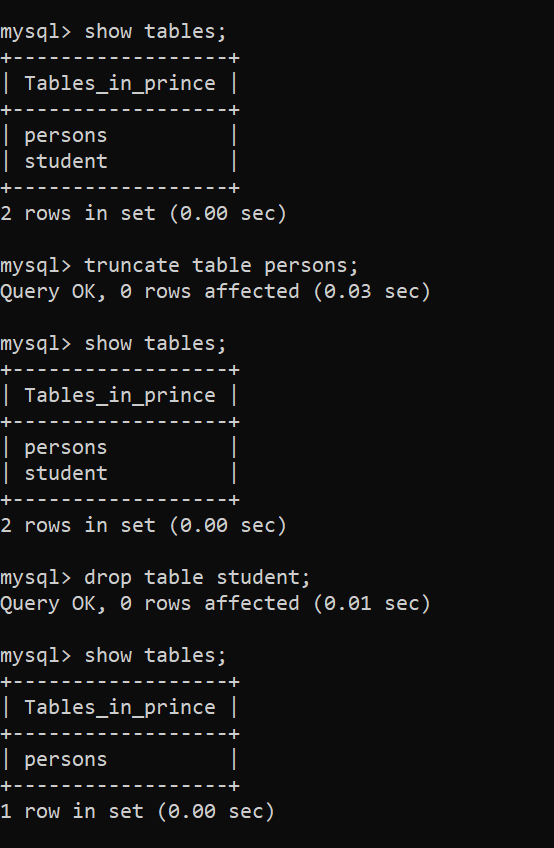 mysql> show tables;
+------------------+
| Tables_in_prince |
+------------------+
| persons          |
| student          |
+------------------+
2 rows in set (0.00 sec)
mysql> truncate table persons;
Query OK, 0 rows affected (0.03 sec)
mysql> show tables;
+------------------+
| Tables_in_prince |
+------------------+
| persons          |
| student          |
+------------------+
2 rows in set (0.00 sec)
mysql> drop table student;
Query OK, 0 rows affected (0.01 sec)
mysql> show tables;
+------------------+
| Tables_in_prince |
+------------------+
| persons          |
+------------------+
1 row in set (0.00 sec)